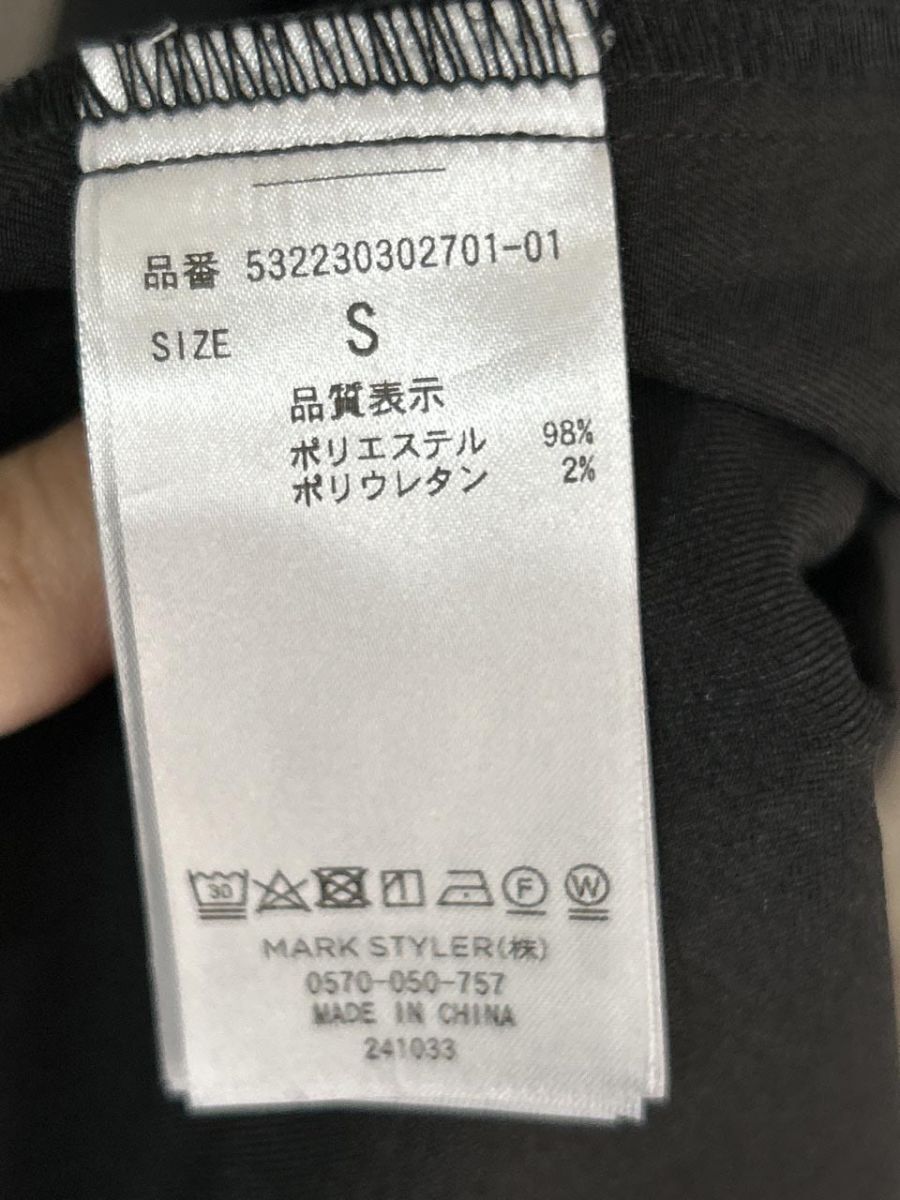 品番 532230302701-01
SIZE S
品質表示
ポリエステル 98%
ポリウレタン 2%
30 F W
MARK STYLER(株)
0570-050-757
MADE IN CHINA
241033